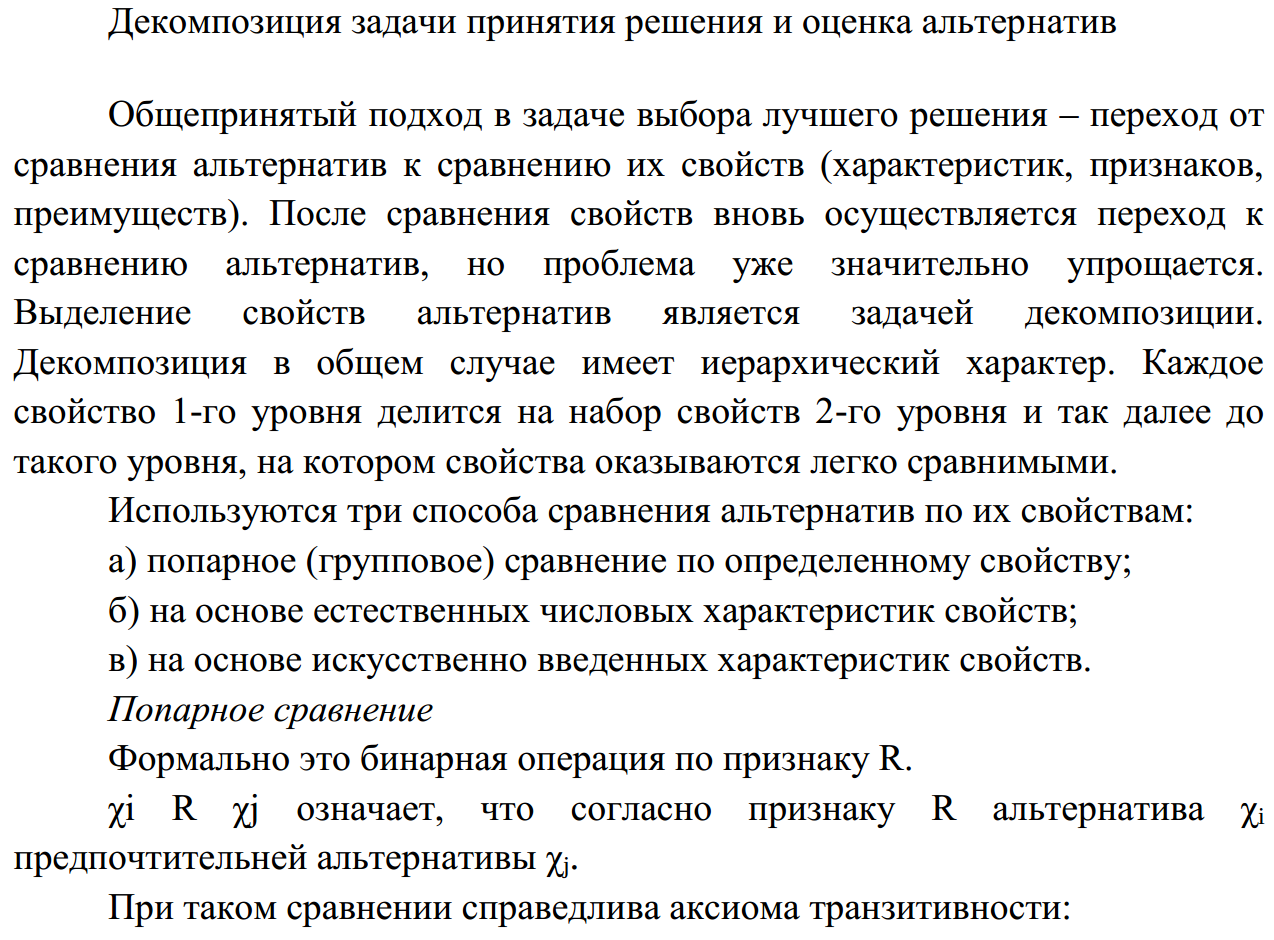 Декомпозиция задачи принятия решения и оценка альтернатив
Общепринятый подход в задаче выбора лучшего решения – переход от
сравнения альтернатив к сравнению их свойств (характеристик, признаков,
преимуществ). После сравнения свойств вновь осуществляется переход к
сравнению альтернатив, но проблема уже значительно упрощается.
Выделение свойств альтернатив является задачей декомпозиции.
Декомпозиция в общем случае имеет иерархический характер. Каждое
свойство 1-го уровня делится на набор свойств 2-го уровня и так далее до
такого уровня, на котором свойства оказываются легко сравнимыми.
Используются три способа сравнения альтернатив по их свойствам:
а) попарное (групповое) сравнение по определенному свойству;
б) на основе естественных числовых характеристик свойств;
в) на основе искусственно введенных характеристик свойств.
Попарное сравнение
Формально это бинарная операция по признаку R.
χi R χj означает, что согласно признаку R альтернатива χᵢ
предпочтительней альтернативы χⱼ.
При таком сравнении справедлива аксиома транзитивности: